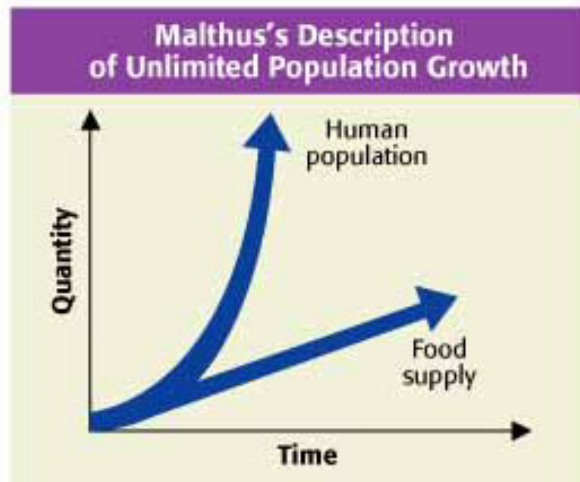 Malthus's Description
of Unlimited Population Growth
Human
population
Quantity
Food
supply
Time